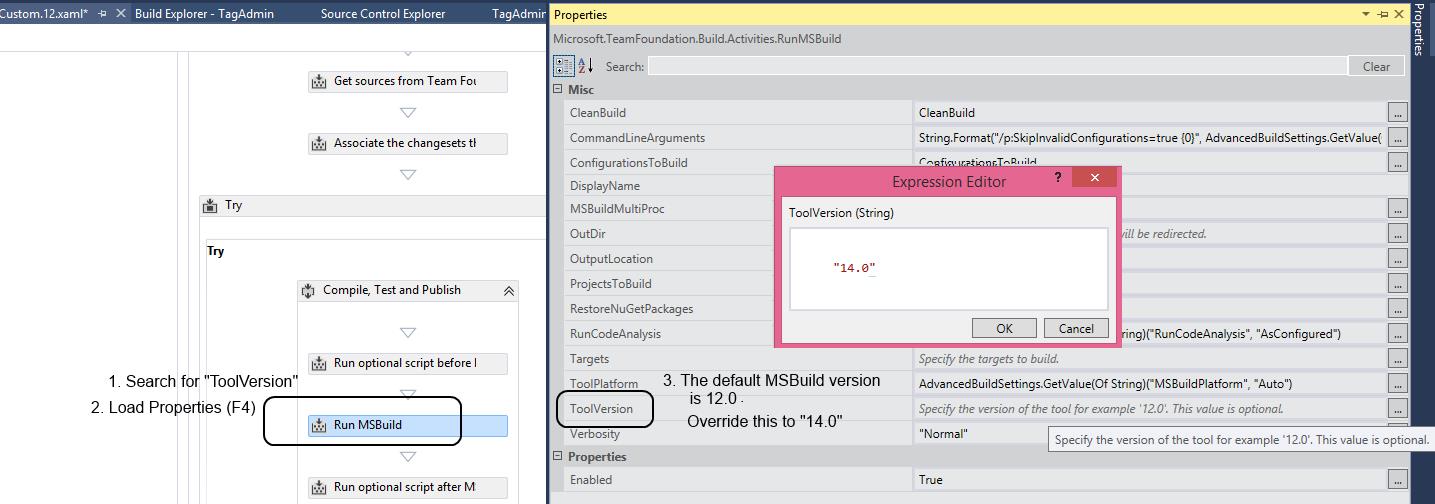 Custom.12.xaml*
Build Explorer - TagAdmin
Source Control Explorer
TagAdmin
Get sources from Team Fou
Associate the changesets th
Try
Try
Compile, Test and Publish
Run optional script before
1. Search for "ToolVersion"
2. Load Properties (F4)
Run MSBuild
Run optional script after M
Properties
Microsoft.TeamFoundation.Build.Activities.RunMSBuild
Search:
Clear
Misc
CleanBuild
CleanBuild
...
CommandLineArguments
String.Format("/p:SkipInvalidConfigurations=true {0}", AdvancedBuildSettings.GetValue(
...
ConfigurationsToBuild
ConfigurationsToBuild
...
DisplayName
MSBuildMultiProc
...
OutDir
will be redirected.
...
OutputLocation
...
ProjectsToBuild
...
RestoreNuGetPackages
...
RunCodeAnalysis
ring)("RunCodeAnalysis", "AsConfigured")
...
Targets
Specify the targets to build.
...
ToolPlatform
AdvancedBuildSettings.GetValue(Of String)("MSBuildPlatform", "Auto")
...
ToolVersion
Specify the version of the tool for example '12.0'. This value is optional.
...
Verbosity
"Normal"
Properties
Enabled
True
...
Expression Editor
?
ToolVersion (String)
"14.0"
OK
Cancel
3. The default MSBuild version
is 12.0 .
Override this to "14.0"
Specify the version of the tool for example '12.0'. This value is optional.
Properties